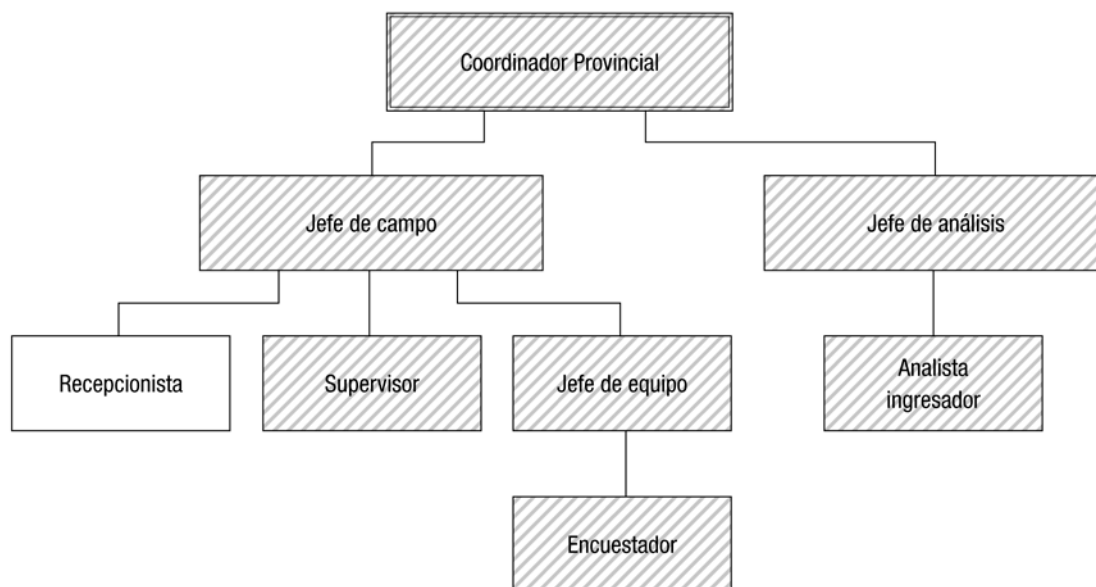 Coordinador Provincial
Jefe de campo
Jefe de análisis
Recepcionista
Supervisor
Jefe de equipo
Analista
ingresador
Encuestador